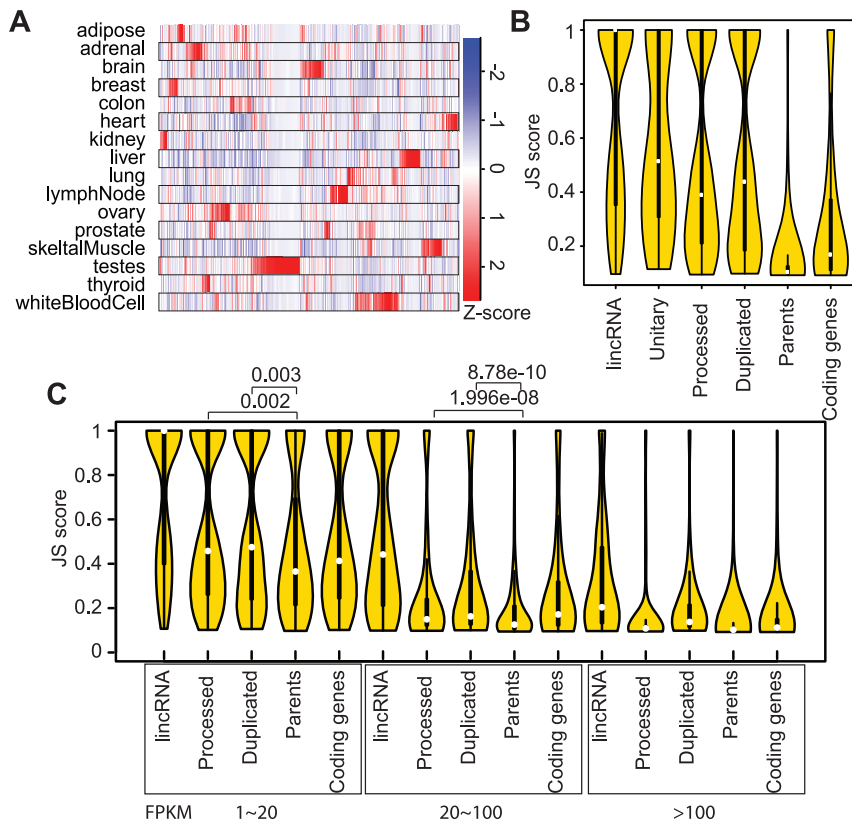 A
adipose
adrenal
brain
breast
colon
heart
kidney
liver
lung
lymphNode
ovary
prostate
skeltalMuscle
testes
thyroid
whiteBloodCell
-2
-1
0
1
2
Z-score
B
JS score
1
0.8
0.6
0.4
0.2
lincRNA
Unitary
Processed
Duplicated
Parents
Coding genes
C
0.003
0.002
8.78e-10
1.996e-08
JS score
1
0.8
0.6
0.4
0.2
0
lincRNA
Processed
Duplicated
Parents
Coding genes
lincRNA
Processed
Duplicated
Parents
Coding genes
lincRNA
Processed
Duplicated
Parents
Coding genes
FPKM 1~20 20~100 >100